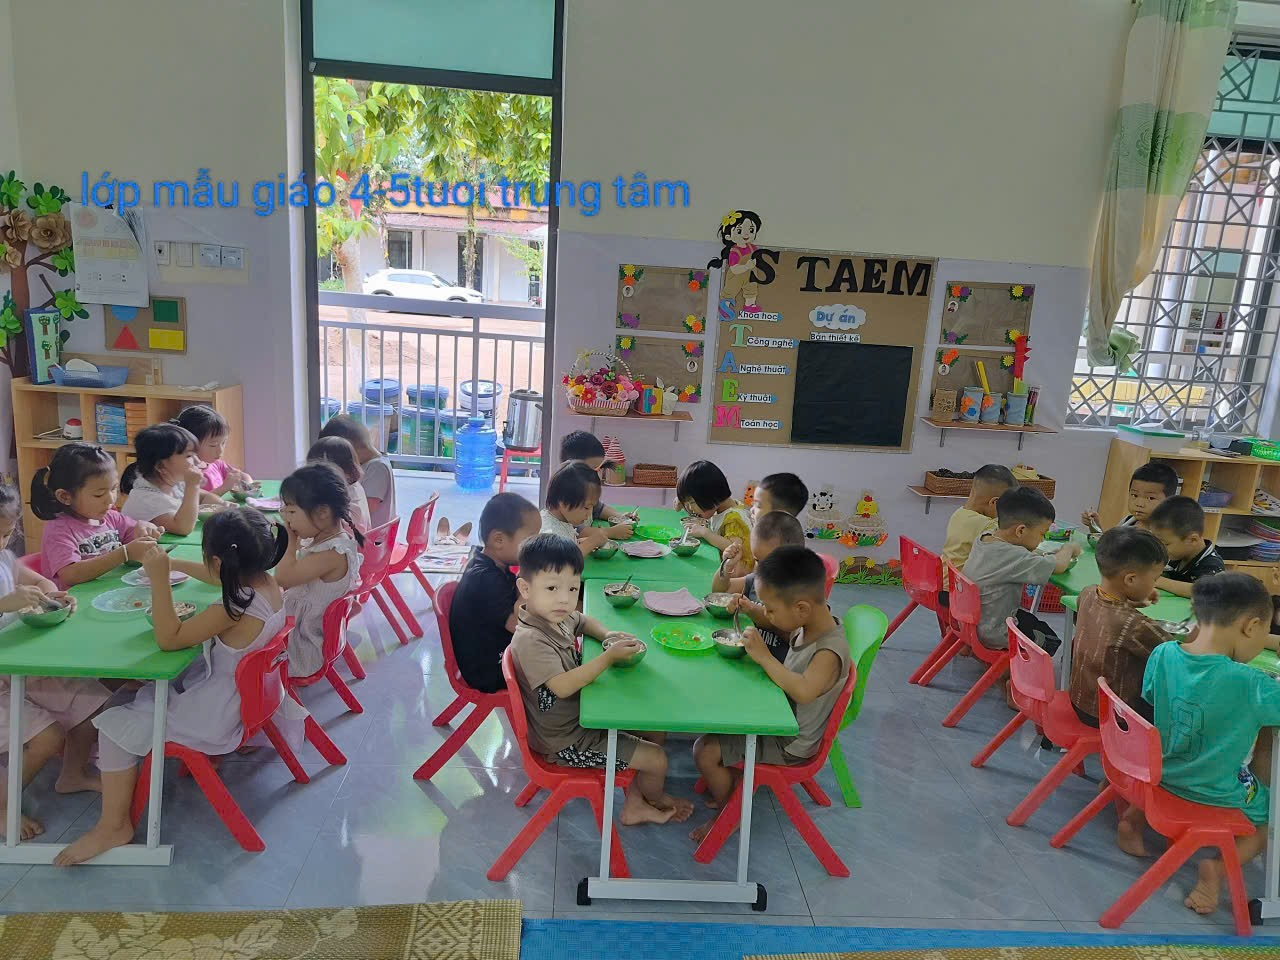 lớp mẫu giáo 4-5tuoi trung tâm
S TAEM
Dự án
Bản thiết kế
S Khoa học
T Công nghệ
A Nghệ thuật
E Kỹ thuật
M Toán học